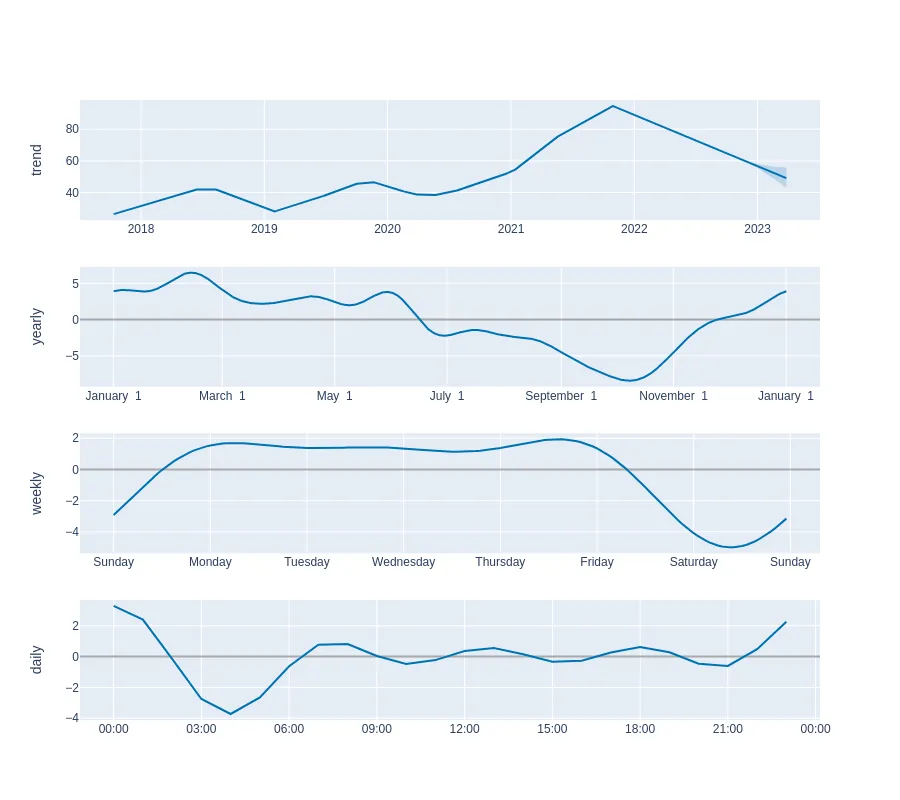 trend
80
60
40
2018 2019 2020 2021 2022 2023
yearly
5
0
−5
January 1 March 1 May 1 July 1 September 1 November 1 January 1
weekly
2
0
−2
−4
Sunday Monday Tuesday Wednesday Thursday Friday Saturday Sunday
daily
2
0
−2
−4
00:00 03:00 06:00 09:00 12:00 15:00 18:00 21:00 00:00